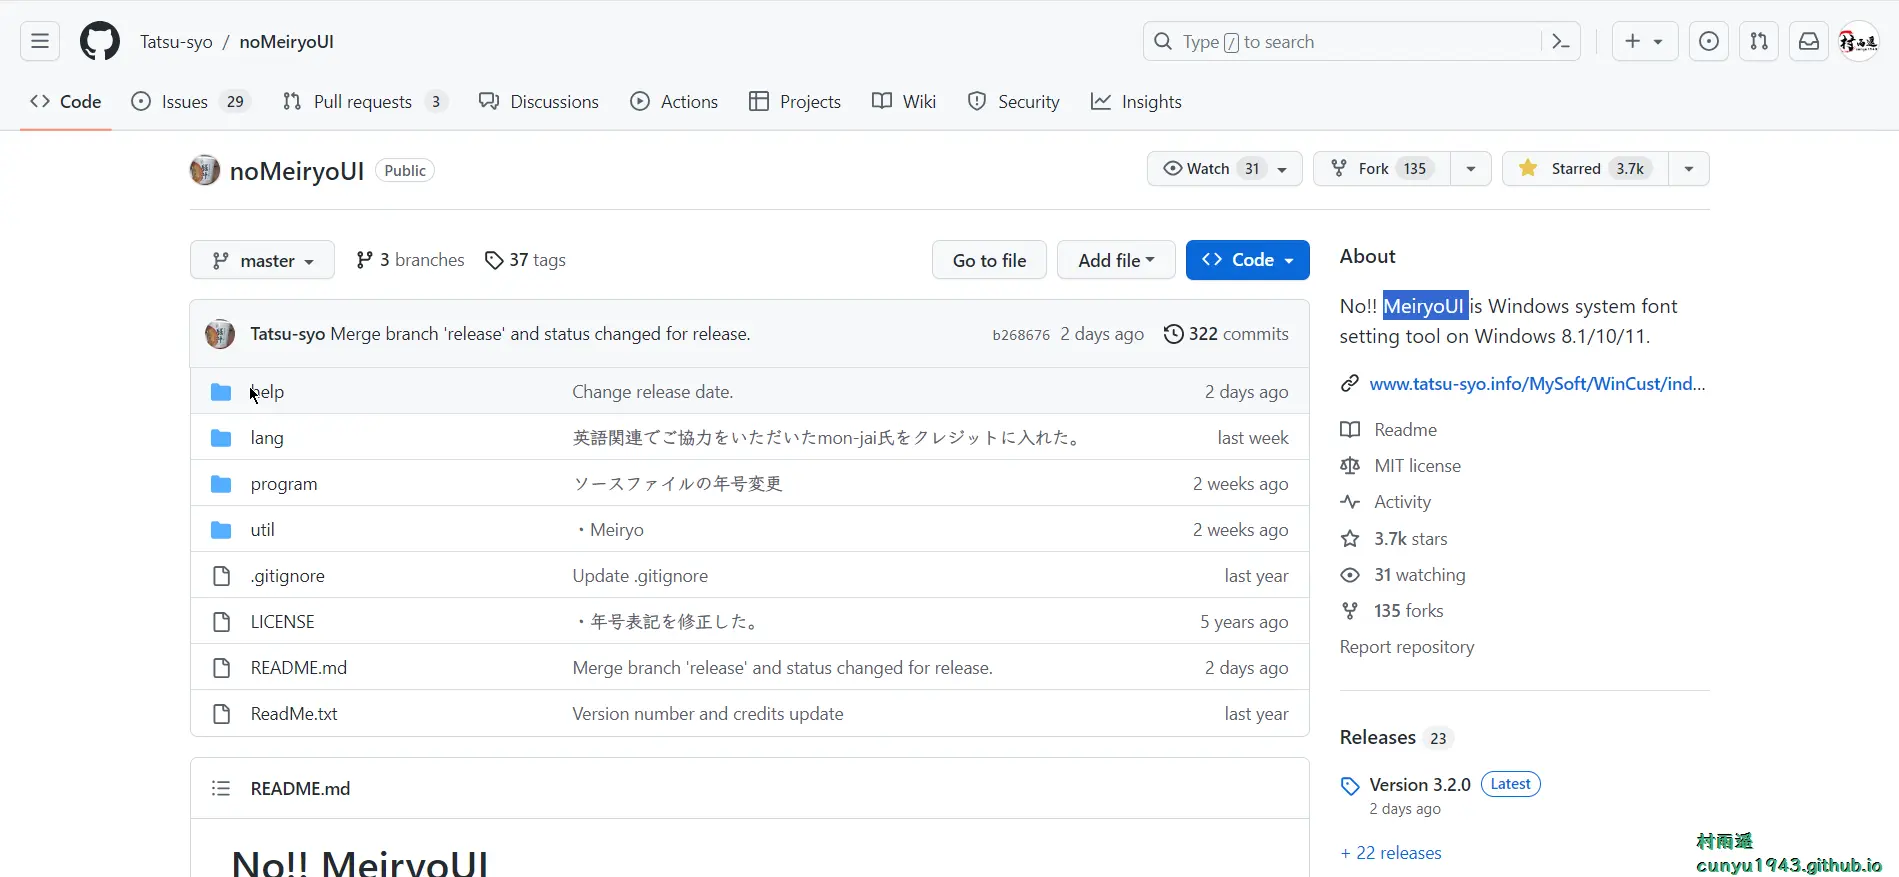 Tatsu-syo / noMeiryoUI
Type / to search
Code Issues 29 Pull requests 3 Discussions Actions Projects Wiki Security Insights
noMeiryoUI Public
Watch 31 Fork 135 Starred 3.7k
master 3 branches 37 tags Go to file Add file Code
Tatsu-syo Merge branch 'release' and status changed for release. b268676 2 days ago 322 commits
help Change release date. 2 days ago
lang 英語関連でご協力をいただいたmon-jai氏をクレジットに入れた。 last week
program ソースファイルの年号変更 2 weeks ago
util ・Meiryo 2 weeks ago
.gitignore Update .gitignore last year
LICENSE ・年号表記を修正した。 5 years ago
README.md Merge branch 'release' and status changed for release. 2 days ago
ReadMe.txt Version number and credits update last year
README.md
No!! MeiryoUI
About
No!! MeiryoUI is Windows system font
setting tool on Windows 8.1/10/11.
www.tatsu-syo.info/MySoft/WinCust/ind...
Readme
MIT license
Activity
3.7k stars
31 watching
135 forks
Report repository
Releases 23
Version 3.2.0 Latest
2 days ago
+ 22 releases
村雨遥
cunyu1943.github.io